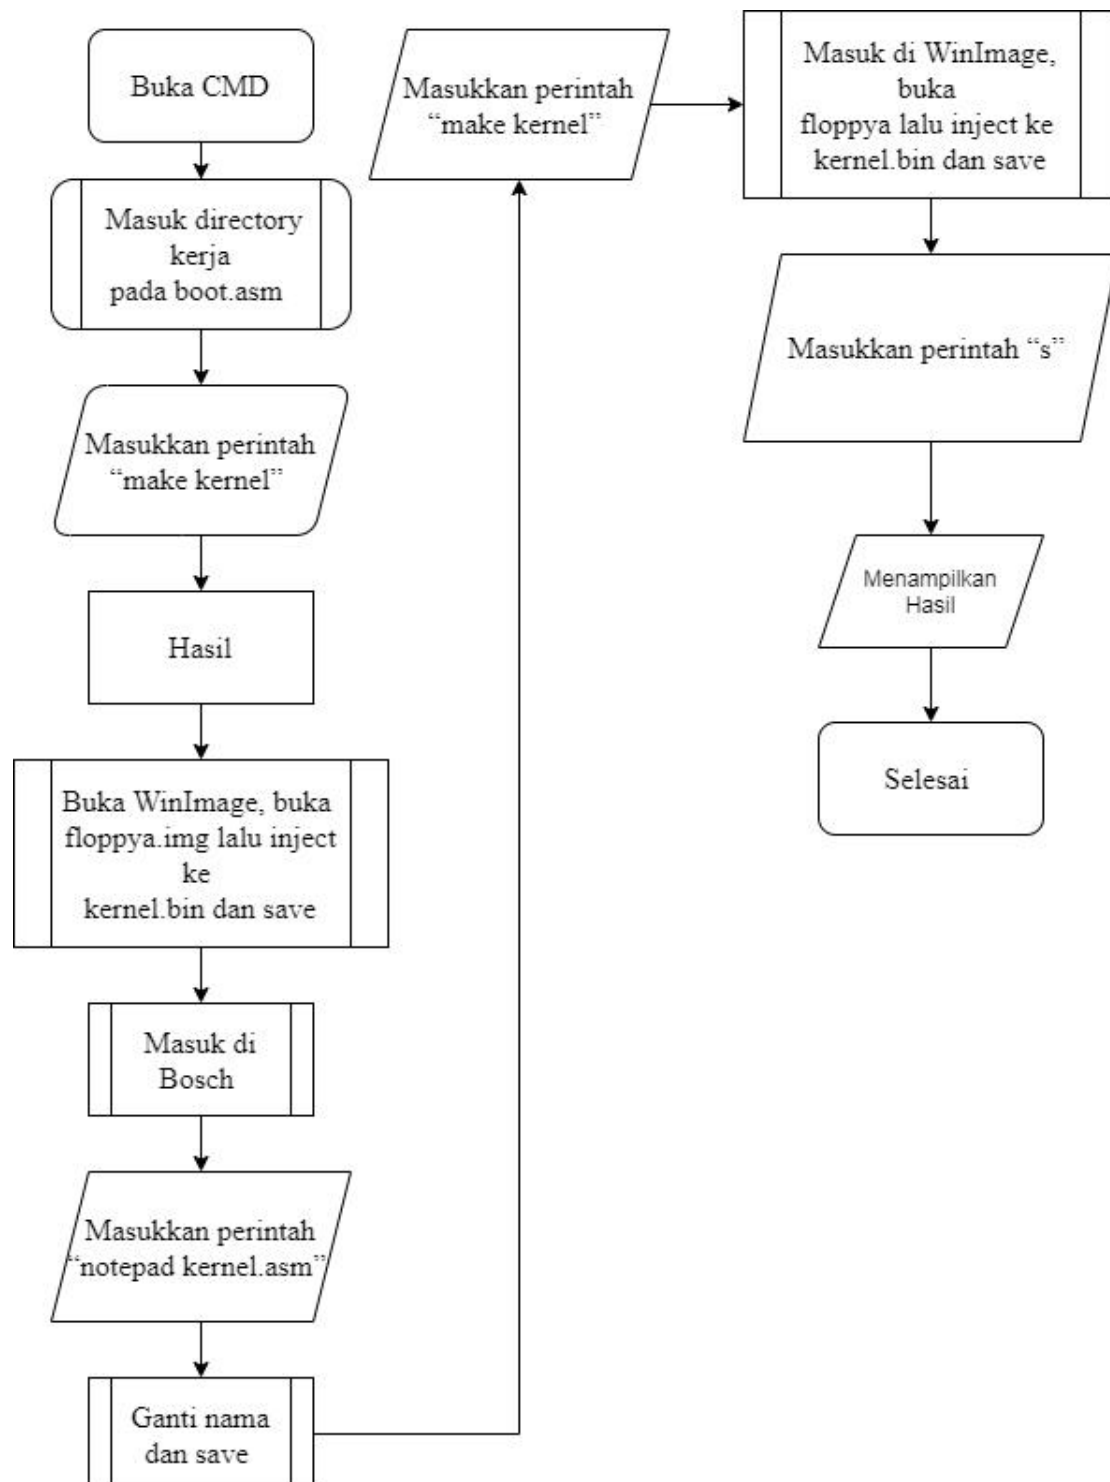 Buka CMD
Masuk directory
kerja
pada boot.asm
Masukkan perintah
“make kernel”
Hasil
Buka WinImage, buka
floppya.img lalu inject
ke
kernel.bin dan save
Masuk di
Bosch
Masukkan perintah
“notepad kernel.asm”
Ganti nama
dan save
Masukkan perintah
“make kernel”
Masuk di WinImage,
buka
floppya lalu inject ke
kernel.bin dan save
Masukkan perintah “s”
Menampilkan
Hasil
Selesai